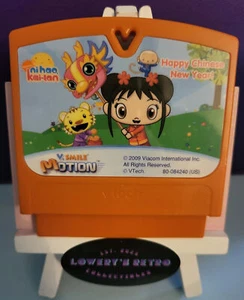 ni hao,
kai-lan
Happy Chinese
New Year!
V.SMILE
MOTION
© 2009 Viacom International Inc.
All Rights Reserved.
© VTech
80-084240 (US)
EST. 2022
LOWERY'S RETRO
COLLECTIBLES